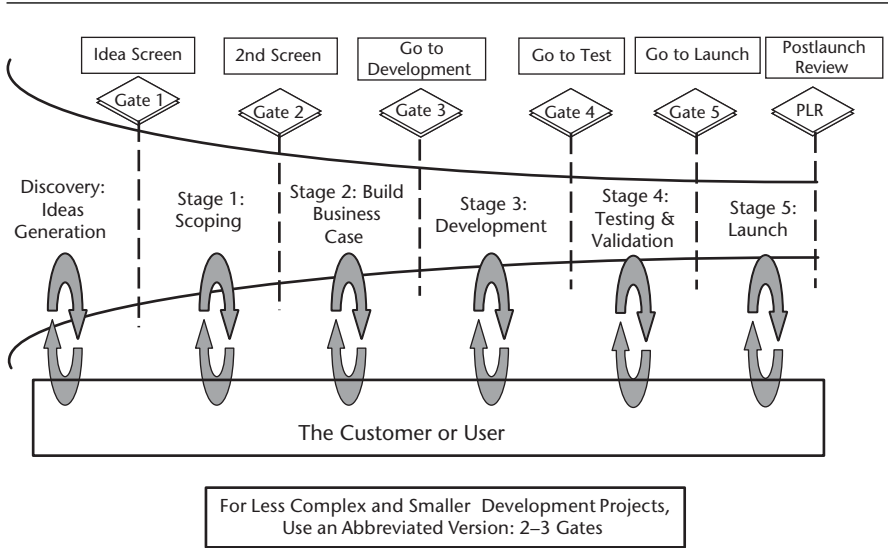 Idea Screen
2nd Screen
Go to
Development
Go to Test
Go to Launch
Postlaunch
Review
Gate 1
Gate 2
Gate 3
Gate 4
Gate 5
PLR
Discovery:
Ideas
Generation
Stage 1:
Scoping
Stage 2: Build
Business
Case
Stage 3:
Development
Stage 4:
Testing &
Validation
Stage 5:
Launch
The Customer or User
For Less Complex and Smaller Development Projects,
Use an Abbreviated Version: 2–3 Gates